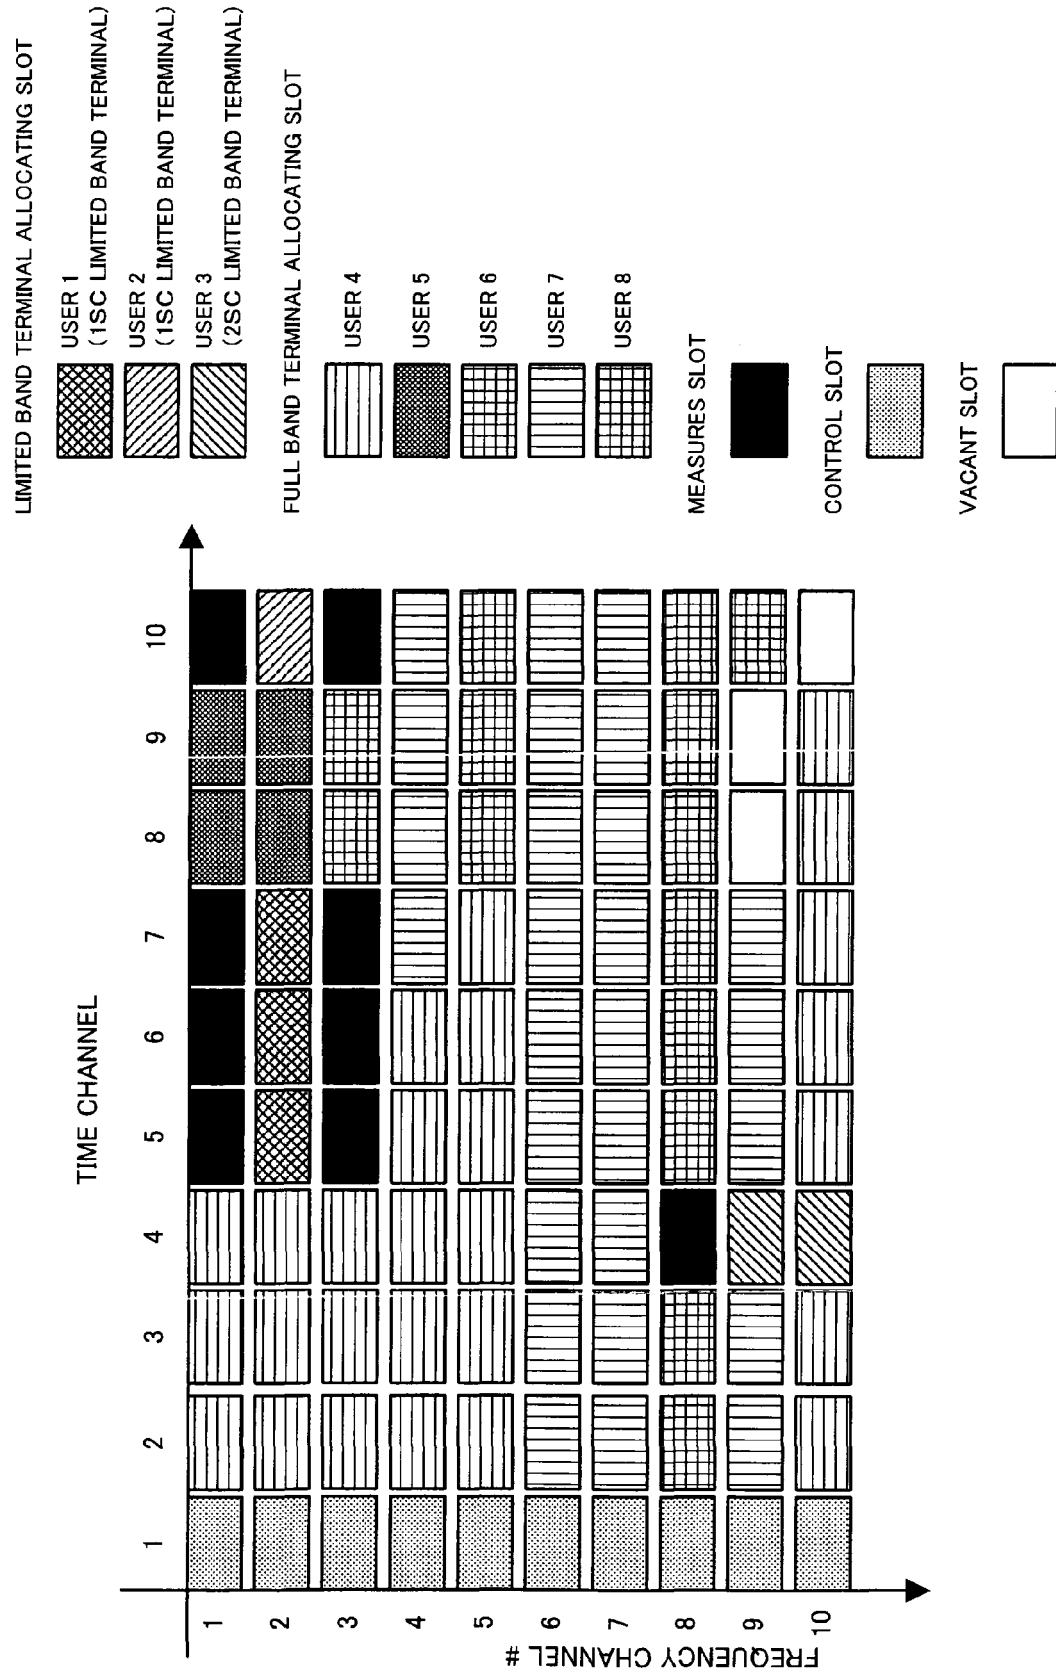 LIMITED BAND TERMINAL ALLOCATING SLOT
USER 1
(1SC LIMITED BAND TERMINAL)
USER 2
(1SC LIMITED BAND TERMINAL)
USER 3
(2SC LIMITED BAND TERMINAL)
FULL BAND TERMINAL ALLOCATING SLOT
USER 4
USER 5
USER 6
USER 7
USER 8
MEASURES SLOT
CONTROL SLOT
VACANT SLOT
TIME CHANNEL
1 2 3 4 5 6 7 8 9 10
FREQUENCY CHANNEL #
1
2
3
4
5
6
7
8
9
10